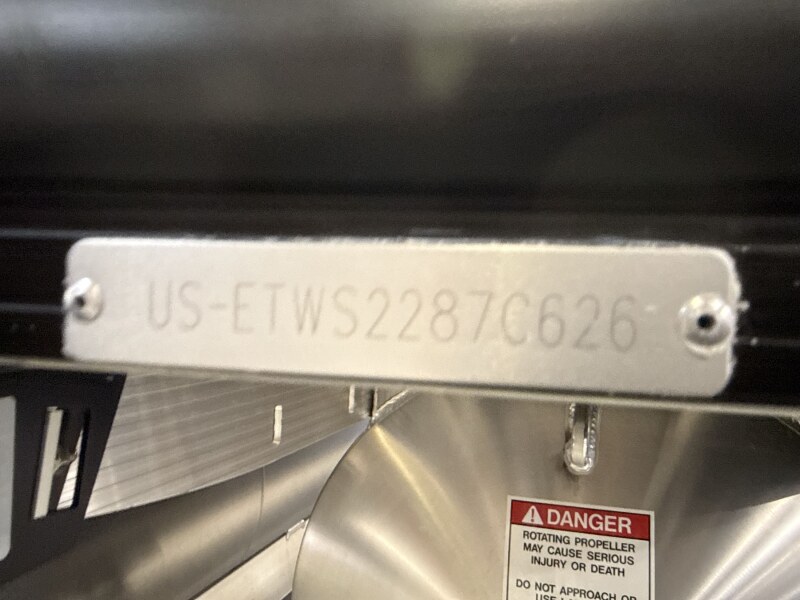 US-ETWS2287C626
DANGER
ROTATING PROPELLER
MAY CAUSE SERIOUS
INJURY OR DEATH
DO NOT APPROACH OR